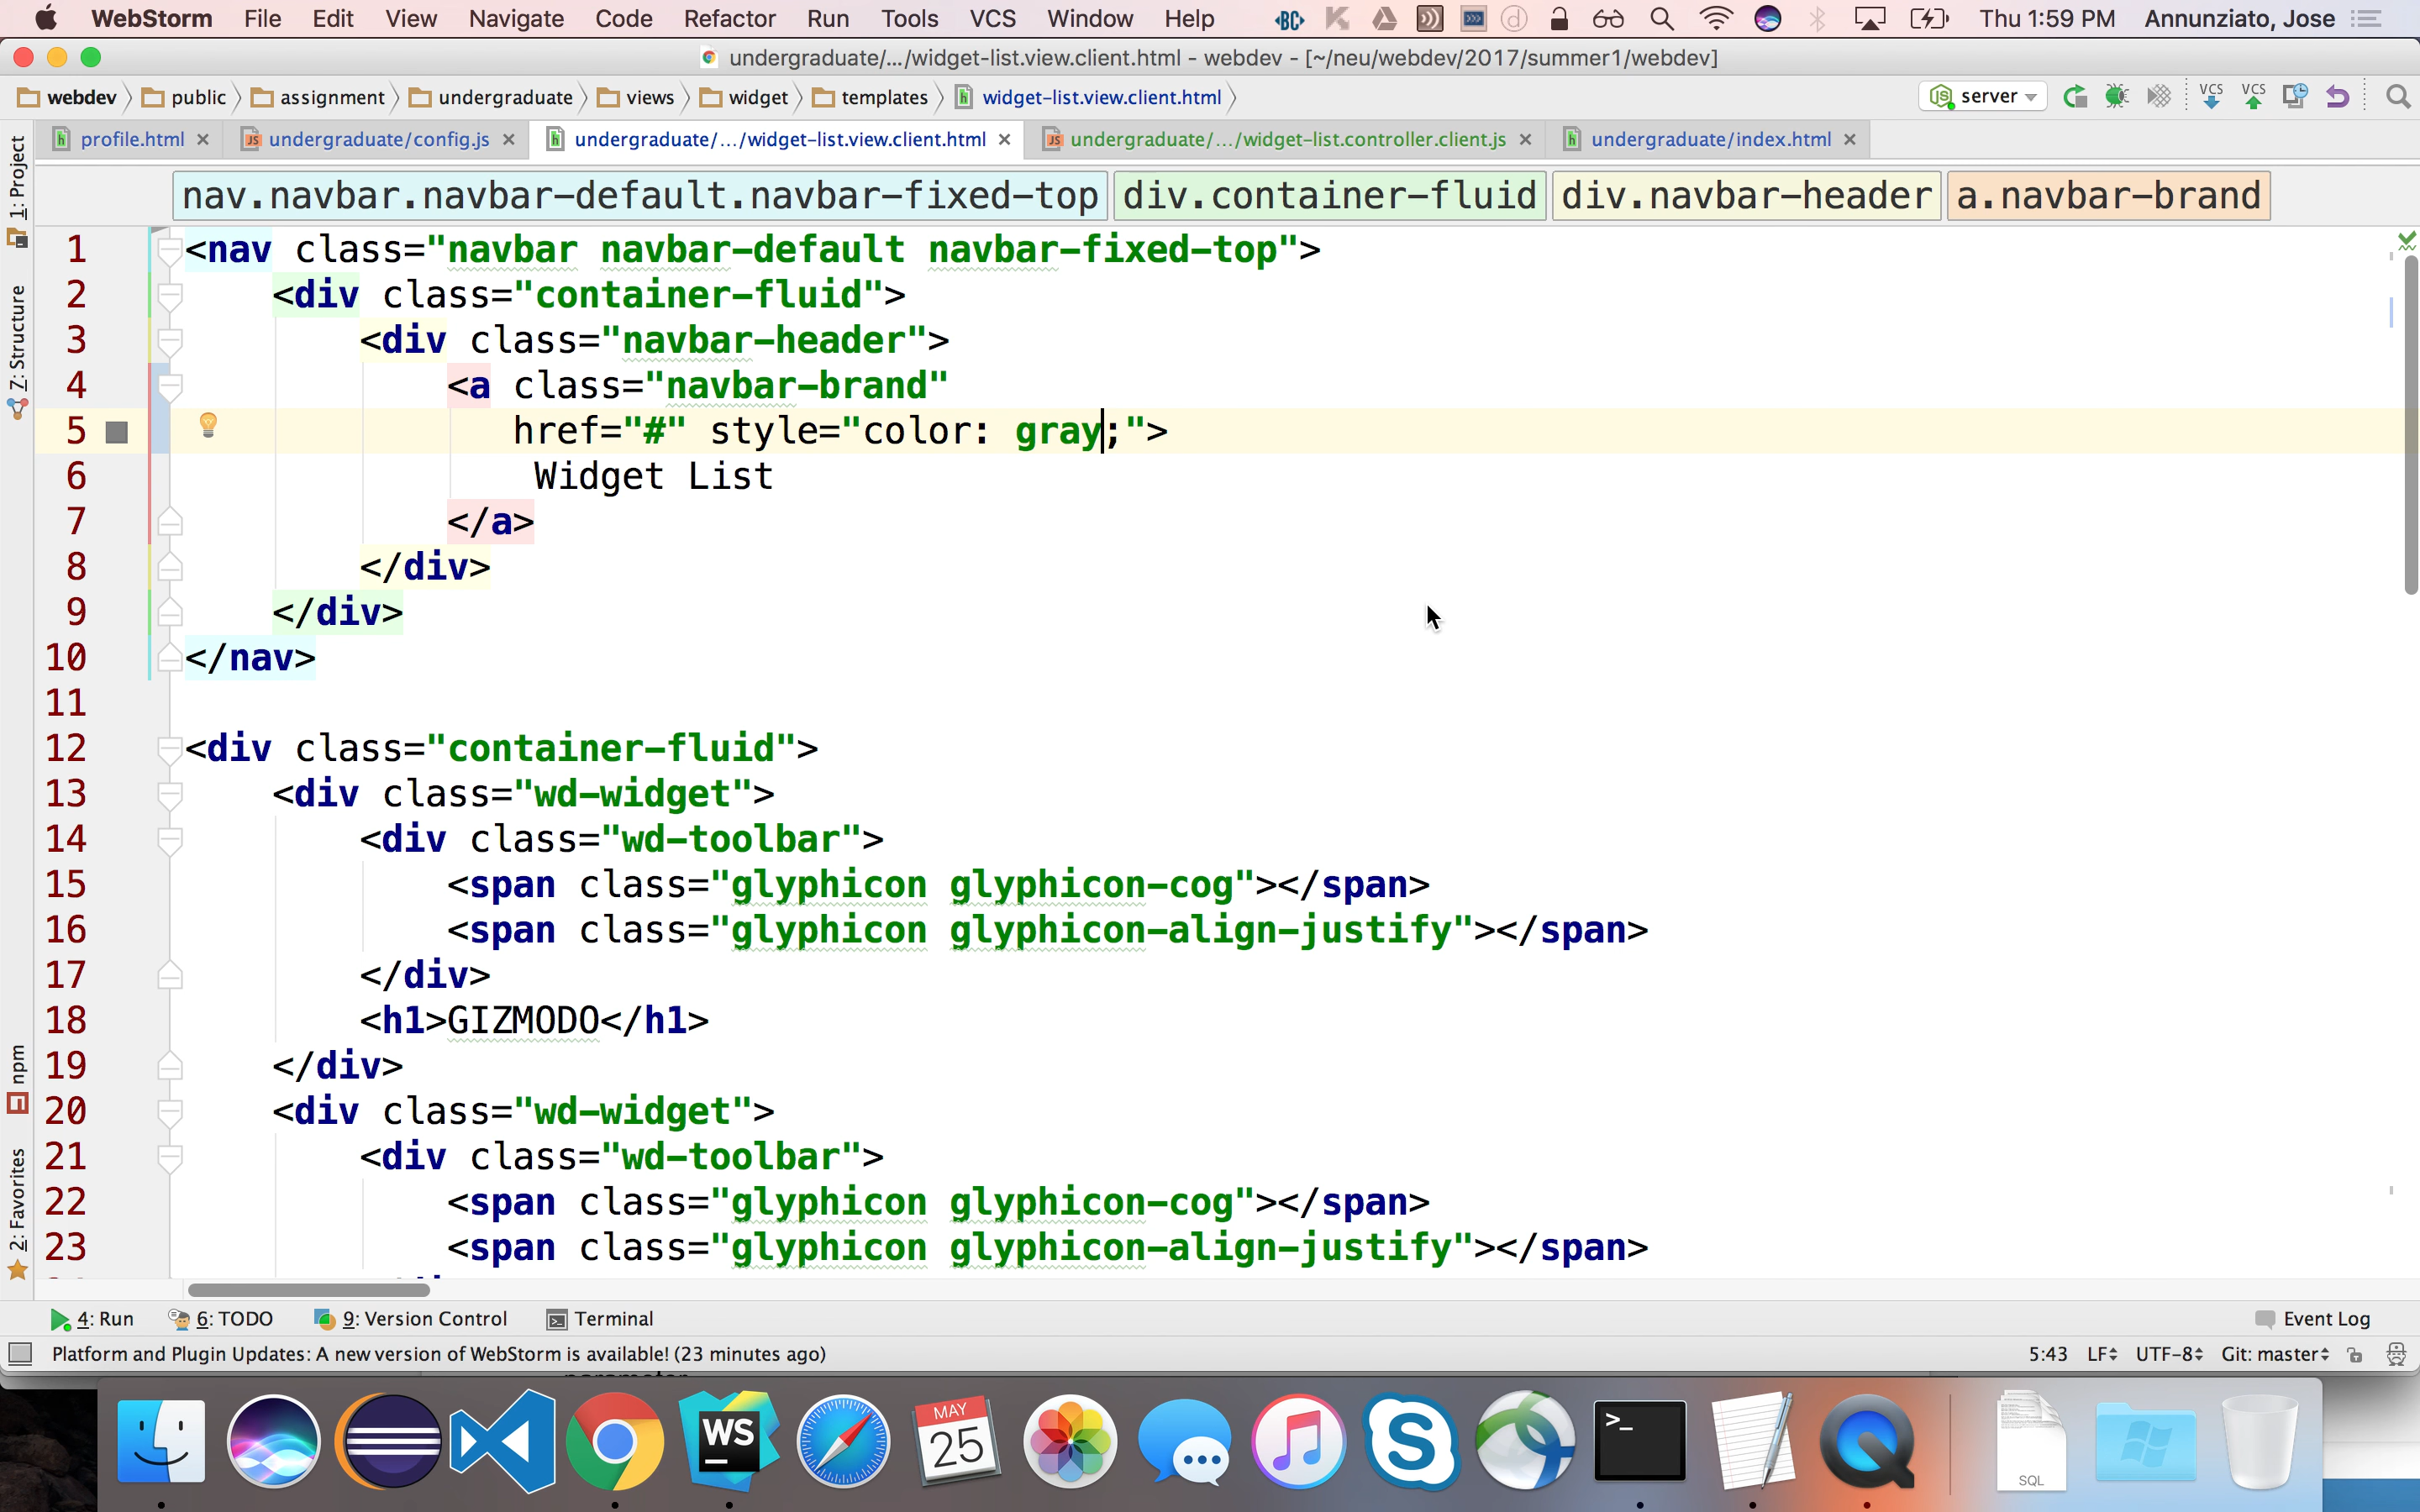 WebStorm File Edit View Navigate Code Refactor Run Tools VCS Window Help BC Thu 1:59 PM Annunziato, Jose
undergraduate/.../widget-list.view.client.html - webdev - [~/neu/webdev/2017/summer1/webdev]
webdev public assignment undergraduate views widget templates widget-list.view.client.html server VCS VCS
profile.html undergraduate/config.js undergraduate/.../widget-list.view.client.html undergraduate/.../widget-list.controller.client.js undergraduate/index.html
nav.navbar.navbar-default.navbar-fixed-top div.container-fluid div.navbar-header a.navbar-brand
1: Project
7: Structure
npm
2: Favorites
1 <nav class="navbar navbar-default navbar-fixed-top">
2 <div class="container-fluid">
3 <div class="navbar-header">
4 <a class="navbar-brand"
5 href="#" style="color: gray;">
6 Widget List
7 </a>
8 </div>
9 </div>
10 </nav>
11
12 <div class="container-fluid">
13 <div class="wd-widget">
14 <div class="wd-toolbar">
15 <span class="glyphicon glyphicon-cog"></span>
16 <span class="glyphicon glyphicon-align-justify"></span>
17 </div>
18 <h1>GIZMODO</h1>
19 </div>
20 <div class="wd-widget">
21 <div class="wd-toolbar">
22 <span class="glyphicon glyphicon-cog"></span>
23 <span class="glyphicon glyphicon-align-justify"></span>
4: Run 6: TODO 9: Version Control Terminal Event Log
Platform and Plugin Updates: A new version of WebStorm is available! (23 minutes ago) 5:43 LF UTF-8 Git: master
WS
MAY
25
SQL